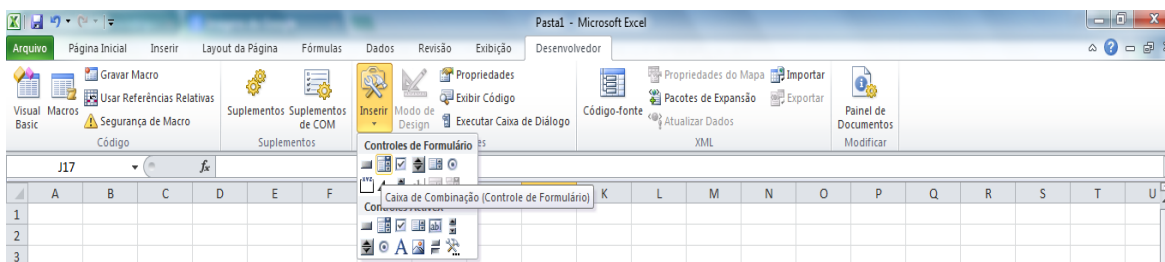 Pasta1 - Microsoft Excel
Arquivo Página Inicial Inserir Layout da Página Fórmulas Dados Revisão Exibição Desenvolvedor
Visual Basic
Macros
Gravar Macro
Usar Referências Relativas
Segurança de Macro
Código
Suplementos
Suplementos de COM
Suplementos
Inserir
Modo de Design
Propriedades
Exibir Código
Executar Caixa de Diálogo
Código-fonte
Propriedades do Mapa
Pacotes de Expansão
Atualizar Dados
Importar
Exportar
XML
Painel de Documentos
Modificar
Controles de Formulário
Caixa de Combinação (Controle de Formulário)
J17 fx
A B C D E F K L M N O P Q R S T U
1
2
3